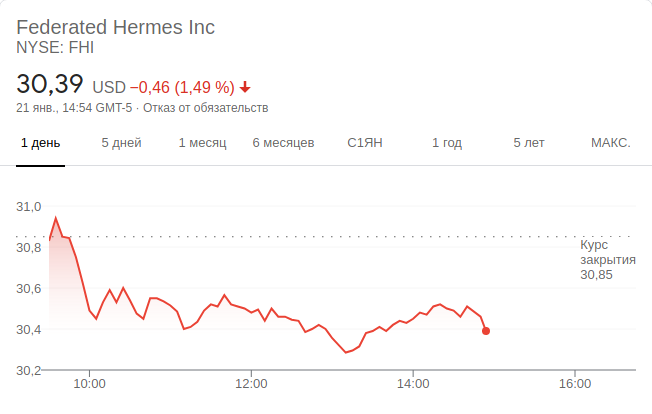 Federated Hermes Inc
NYSE: FHI
30,39 USD −0,46 (1,49 %)
21 янв., 14:54 GMT-5 · Отказ от обязательств
1 день 5 дней 1 месяц 6 месяцев С1ЯН 1 год 5 лет МАКС.
31,0
30,8
30,6
30,4
30,2
Курс
закрытия
30,85
10:00 12:00 14:00 16:00